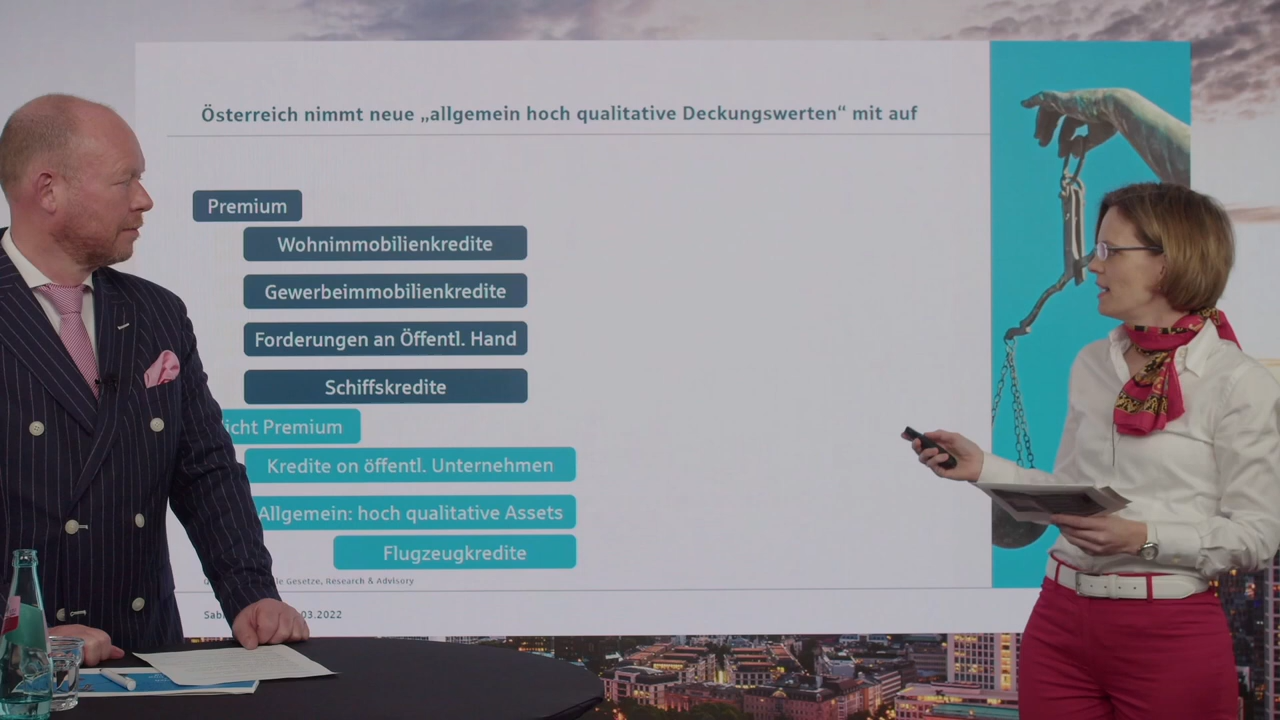 Österreich nimmt neue „allgemein hoch qualitative Deckungswerten“ mit auf
Premium
Wohnimmobilienkredite
Gewerbeimmobilienkredite
Forderungen an Öffentl. Hand
Schiffskredite
icht Premium
Kredite on öffentl. Unternehmen
Allgemein: hoch qualitative Assets
Flugzeugkredite
le Gesetze, Research & Advisory
03.2022